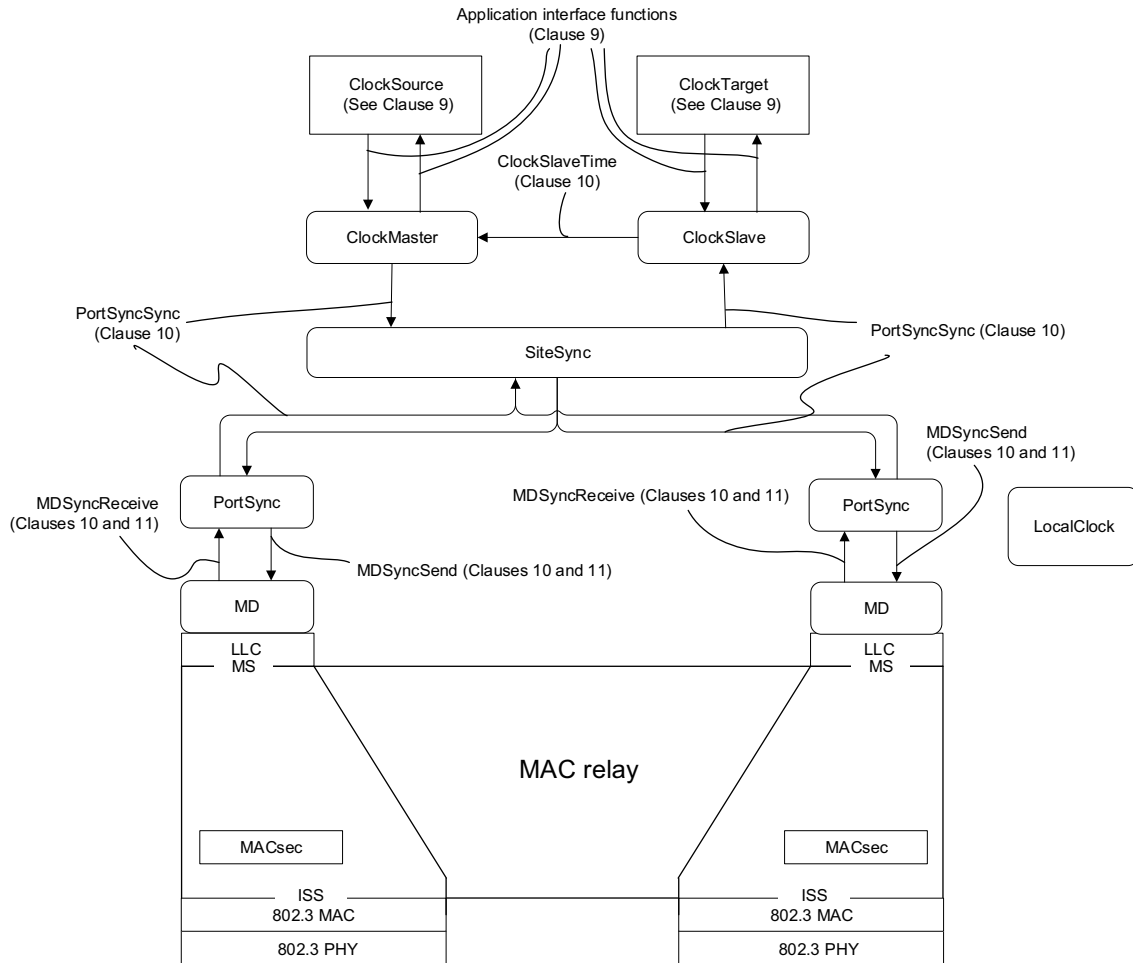 Application interface functions
(Clause 9)
ClockSource
(See Clause 9)
ClockTarget
(See Clause 9)
ClockSlaveTime
(Clause 10)
ClockMaster
ClockSlave
PortSyncSync
(Clause 10)
PortSyncSync (Clause 10)
SiteSync
MDSyncSend
(Clauses 10 and 11)
MDSyncReceive
(Clauses 10 and 11)
PortSync
MDSyncReceive (Clauses 10 and 11)
PortSync
LocalClock
MDSyncSend (Clauses 10 and 11)
MD
MD
LLC
MS
LLC
MS
MAC relay
MACsec
MACsec
ISS
802.3 MAC
802.3 PHY
ISS
802.3 MAC
802.3 PHY